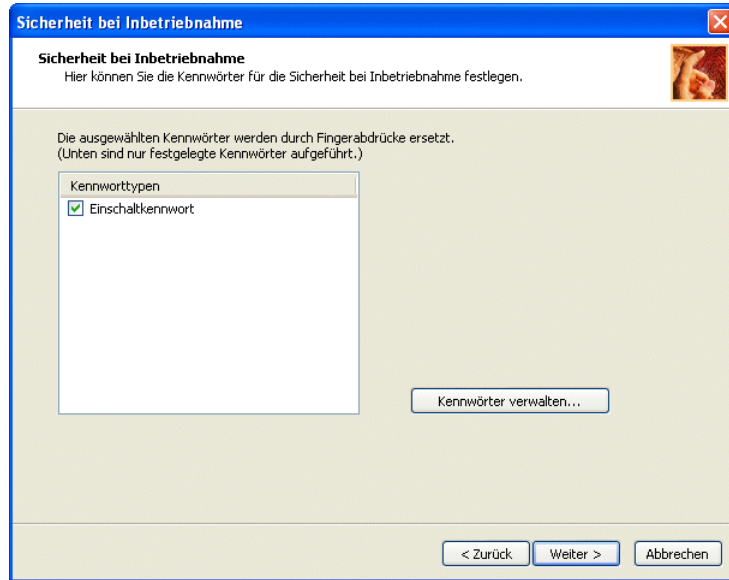 Sicherheit bei Inbetriebnahme
Sicherheit bei Inbetriebnahme
Hier können Sie die Kennwörter für die Sicherheit bei Inbetriebnahme festlegen.
Die ausgewählten Kennwörter werden durch Fingerabdrücke ersetzt.
(Unten sind nur festgelegte Kennwörter aufgeführt.)
Kennworttypen
Einschaltkennwort
Kennwörter verwalten...
< Zurück
Weiter >
Abbrechen